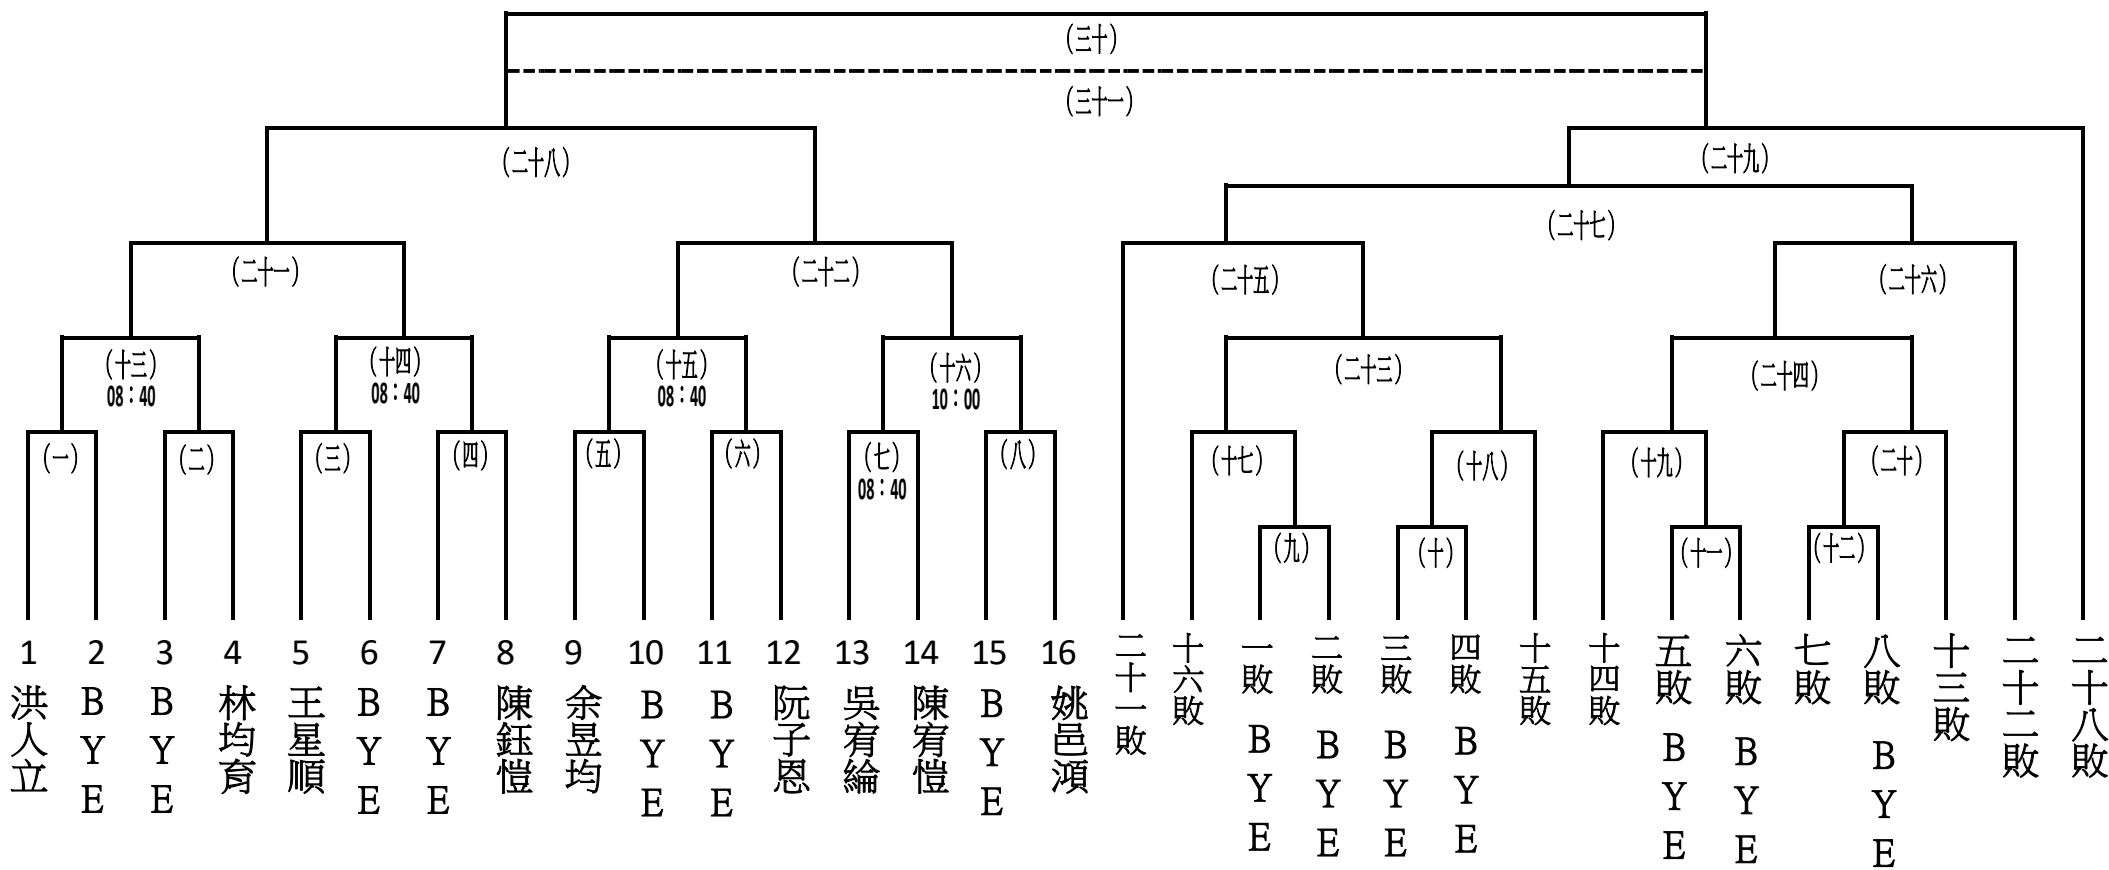 (三十)
(三十一)
(二十八)
(二十九)
(二十七)
(二十一)
(二十二)
(二十五)
(二十六)
(十三)
08：40
(十四)
08：40
(十五)
08：40
(十六)
10：00
(二十三)
(二十四)
(一)
(二)
(三)
(四)
(五)
(六)
(七)
08：40
(八)
(十七)
(十八)
(十九)
(二十)
(九)
(十)
(十一)
(十二)
1
洪人立
2
BYE
3
BYE
4
林均育
5
王星順
6
BYE
7
BYE
8
陳鈺愷
9
余昱均
10
BYE
11
BYE
12
阮子恩
13
吳宥綸
14
陳宥愷
15
BYE
16
姚邑澒
二十一敗
十六敗
一敗 BYE
二敗 BYE
三敗 BYE
四敗 BYE
十五敗
十四敗
五敗 BYE
六敗 BYE
七敗
八敗 BYE
十三敗
二十二敗
二十八敗